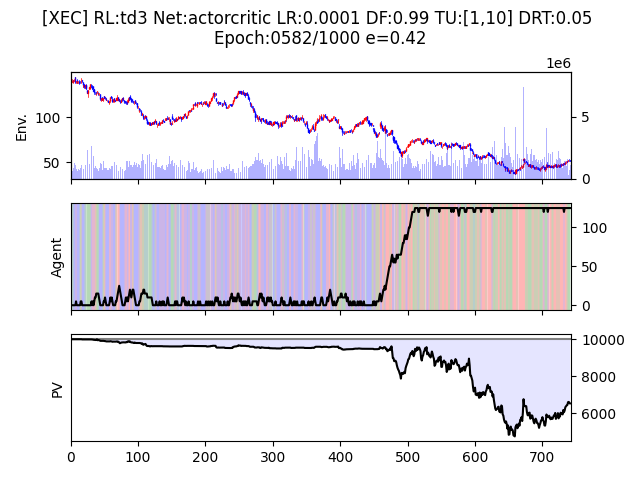 [XEC] RL:td3 Net:actorcritic LR:0.0001 DF:0.99 TU:[1,10] DRT:0.05
Epoch:0582/1000 e=0.42
1e6
Env.
100
50
5
0
Agent
100
50
0
PV
10000
8000
6000
0 100 200 300 400 500 600 700